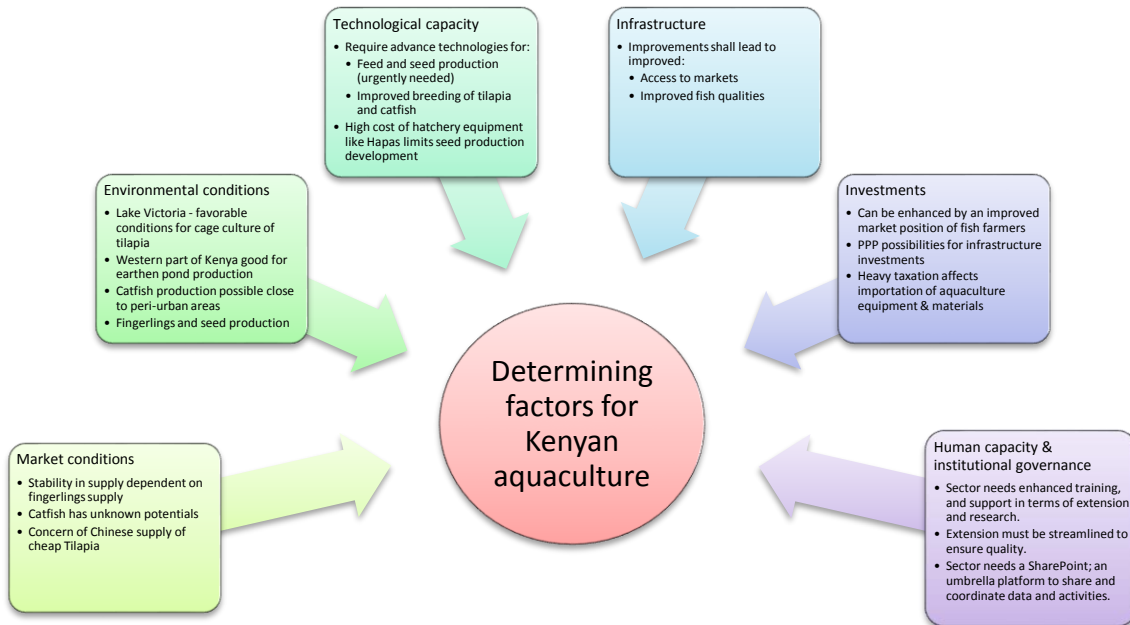 Technological capacity
• Require advance technologies for:
• Feed and seed production
(urgently needed)
• Improved breeding of tilapia
and catfish
• High cost of hatchery equipment
like Hapas limits seed production
development
Infrastructure
• Improvements shall lead to
improved:
• Access to markets
• Improved fish qualities
Environmental conditions
• Lake Victoria - favorable
conditions for cage culture of
tilapia
• Western part of Kenya good for
earthen pond production
• Catfish production possible close
to peri-urban areas
• Fingerlings and seed production
Investments
• Can be enhanced by an improved
market position of fish farmers
• PPP possibilities for infrastructure
investments
• Heavy taxation affects
importation of aquaculture
equipment & materials
Determining
factors for
Kenyan
aquaculture
Market conditions
• Stability in supply dependent on
fingerlings supply
• Catfish has unknown potentials
• Concern of Chinese supply of
cheap Tilapia
Human capacity &
institutional governance
• Sector needs enhanced training,
and support in terms of extension
and research.
• Extension must be streamlined to
ensure quality.
• Sector needs a SharePoint; an
umbrella platform to share and
coordinate data and activities.